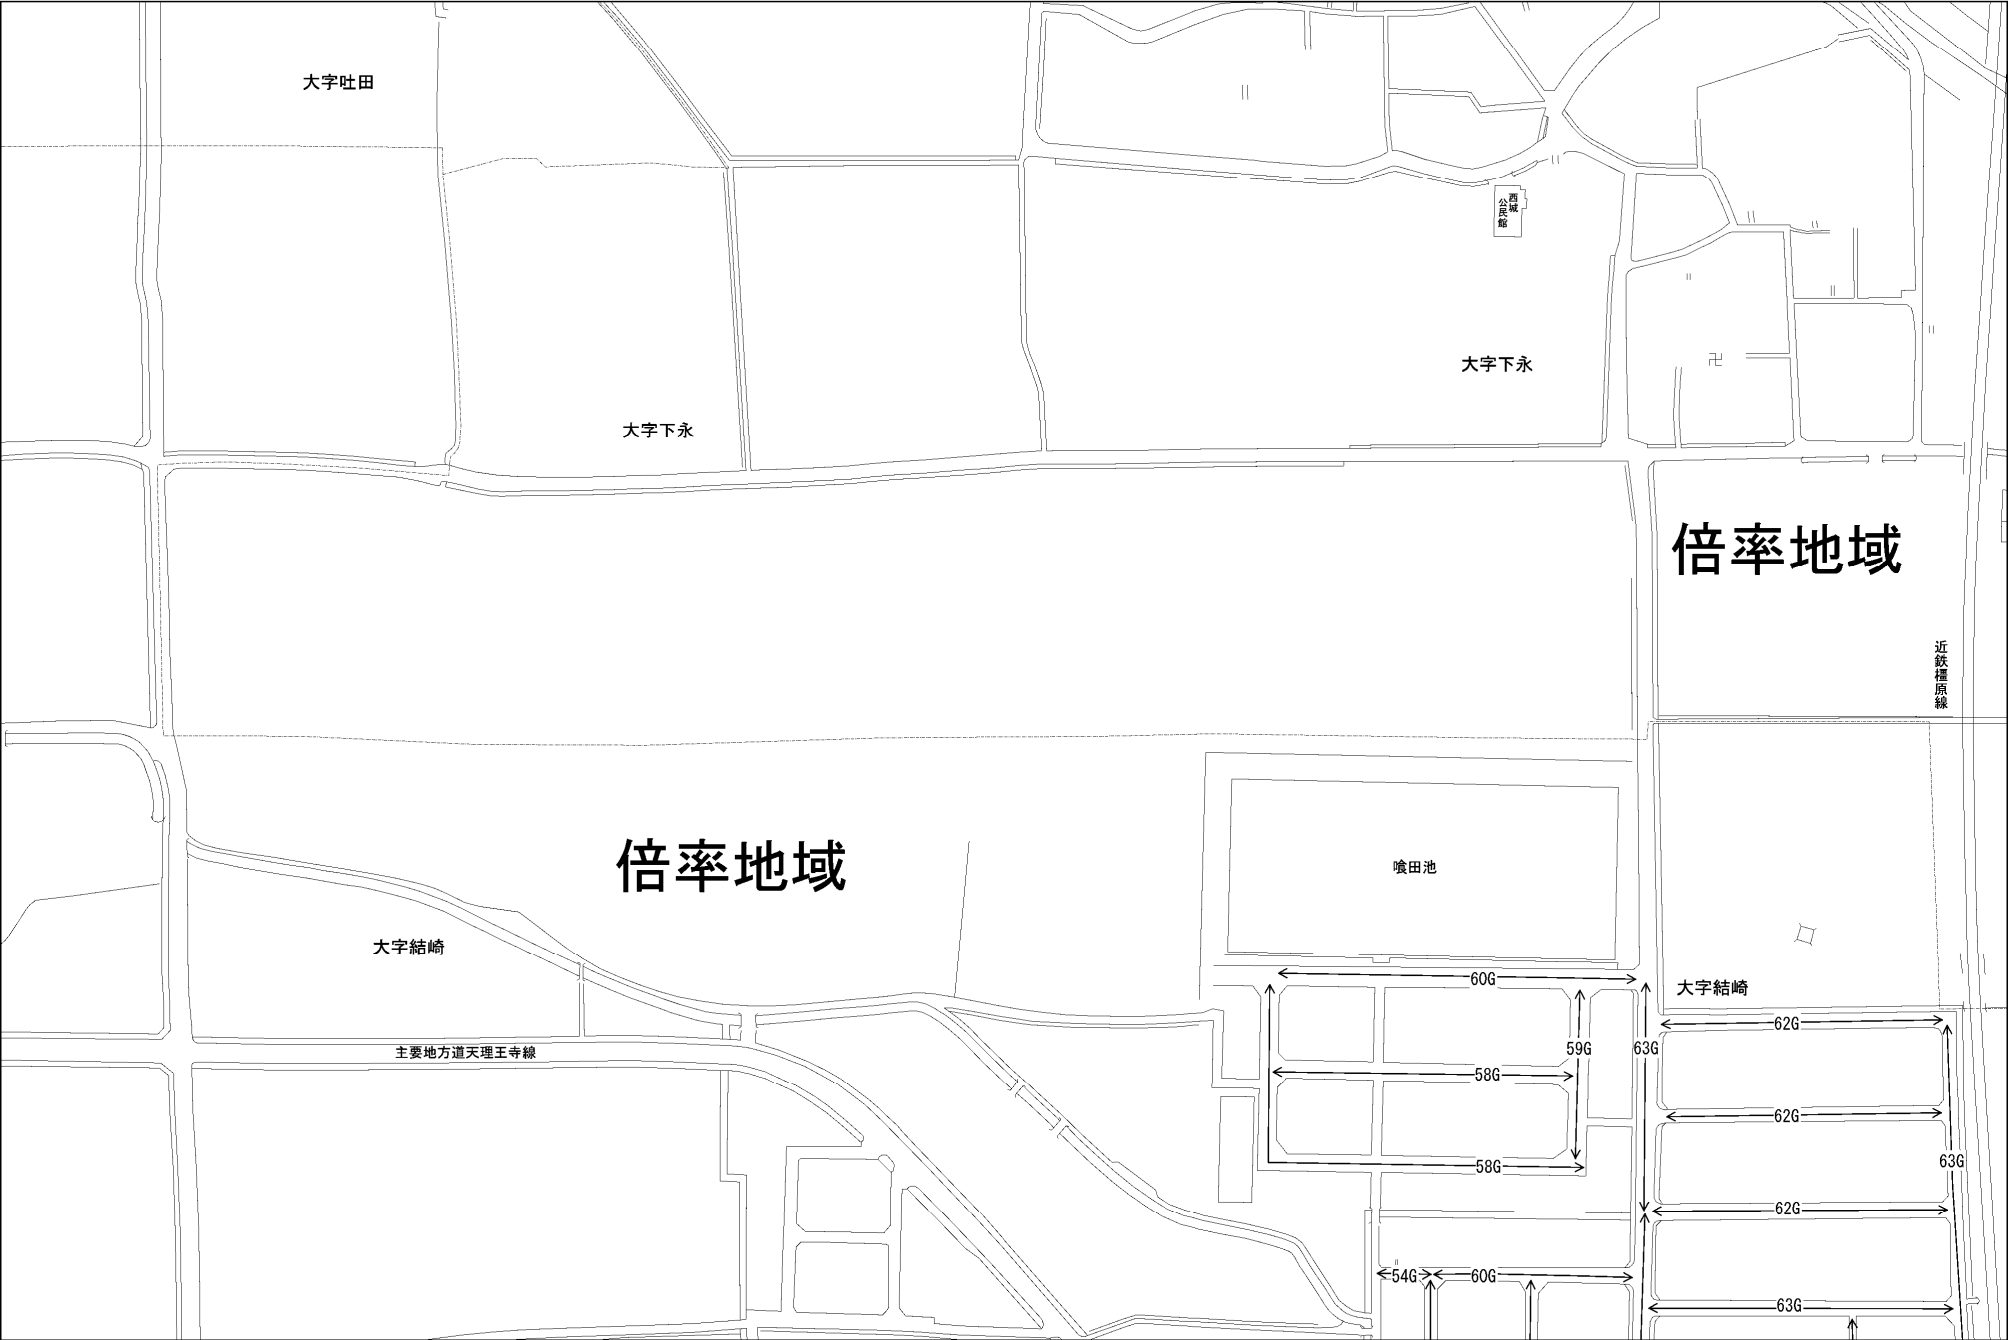 大字吐田
西城
公民館
大字下永
大字下永
倍率地域
近鉄橿原線
倍率地域
喰田池
大字結崎
60G
大字結崎
62G
主要地方道天理王寺線
59G
63G
58G
62G
63G
58G
62G
54G
60G
63G